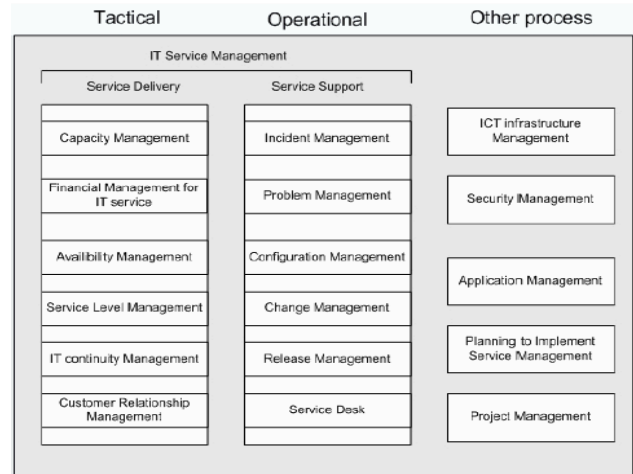 Tactical
Operational
Other process
IT Service Management
Service Delivery
Service Support
Capacity Management
Financial Management for
IT service
Availibility Management
Service Level Management
IT continuity Management
Customer Relationship
Management
Incident Management
Problem Management
Configuration Management
Change Management
Release Management
Service Desk
ICT infrastructure
Management
Security Management
Application Management
Planning to Implement
Service Management
Project Management